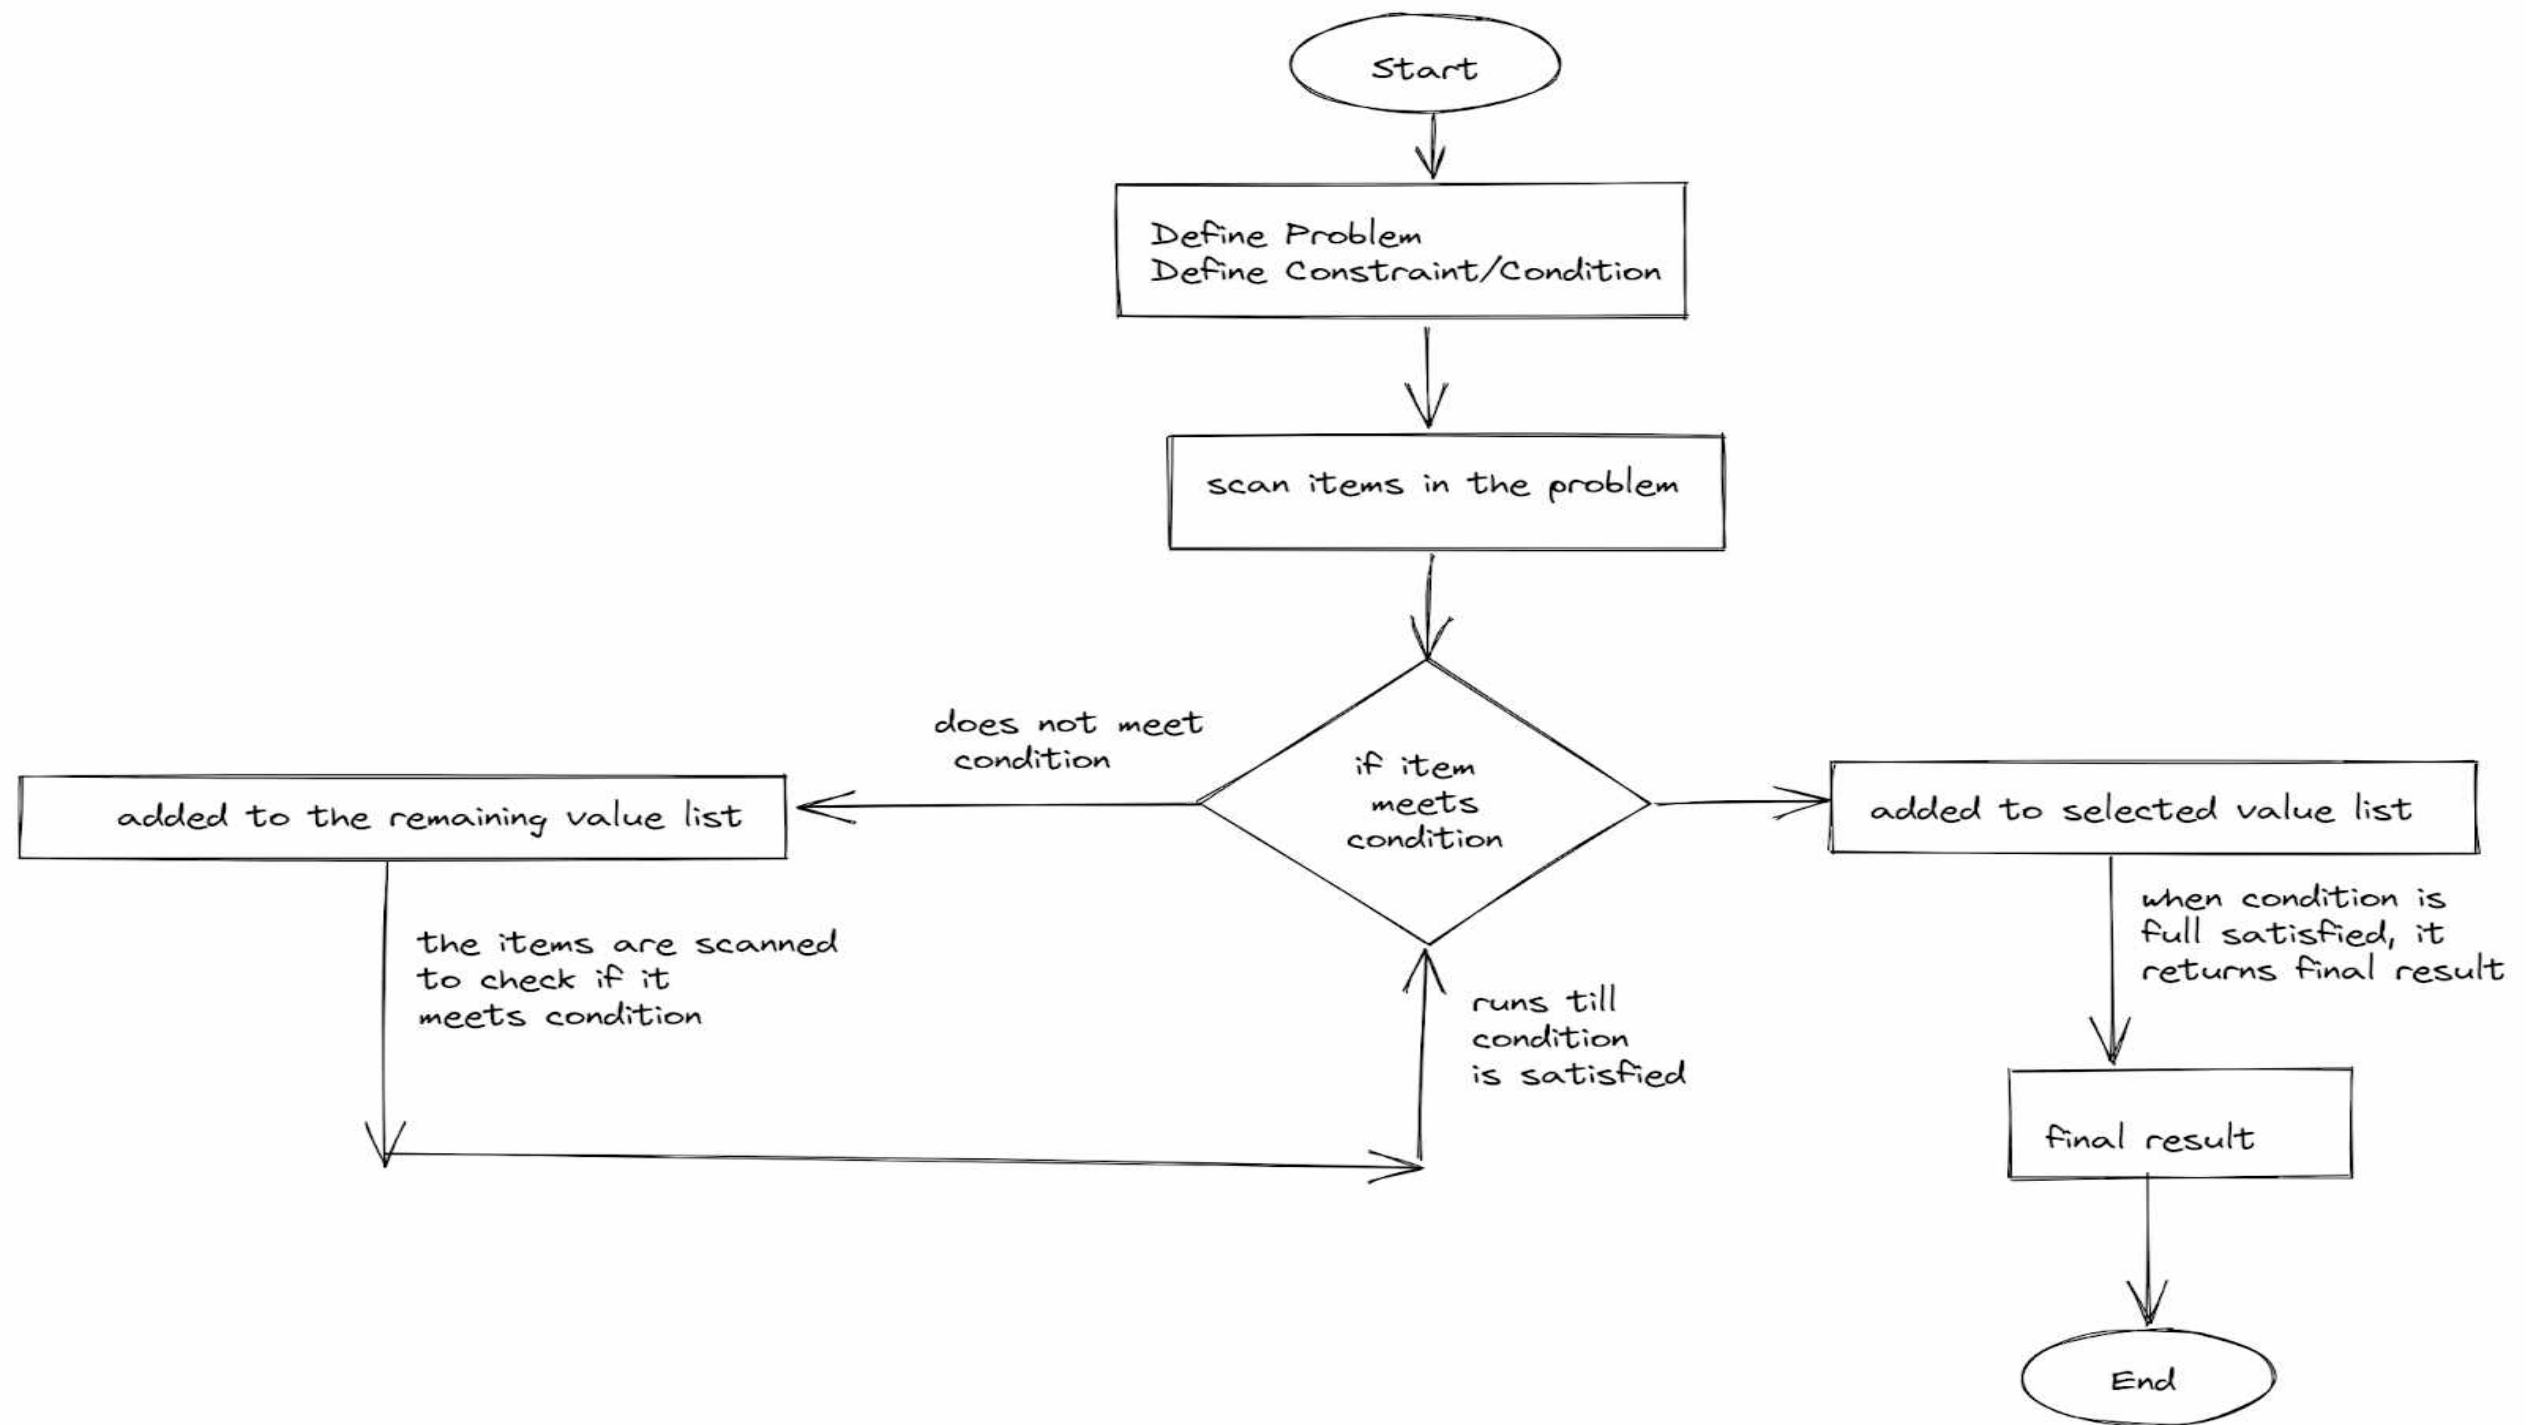 Start
Define Problem
Define Constraint/Condition
scan items in the problem
does not meet
condition
if item
meets
condition
added to the remaining value list
added to selected value list
the items are scanned
to check if it
meets condition
runs till
condition
is satisfied
when condition is
full satisfied, it
returns final result
final result
End